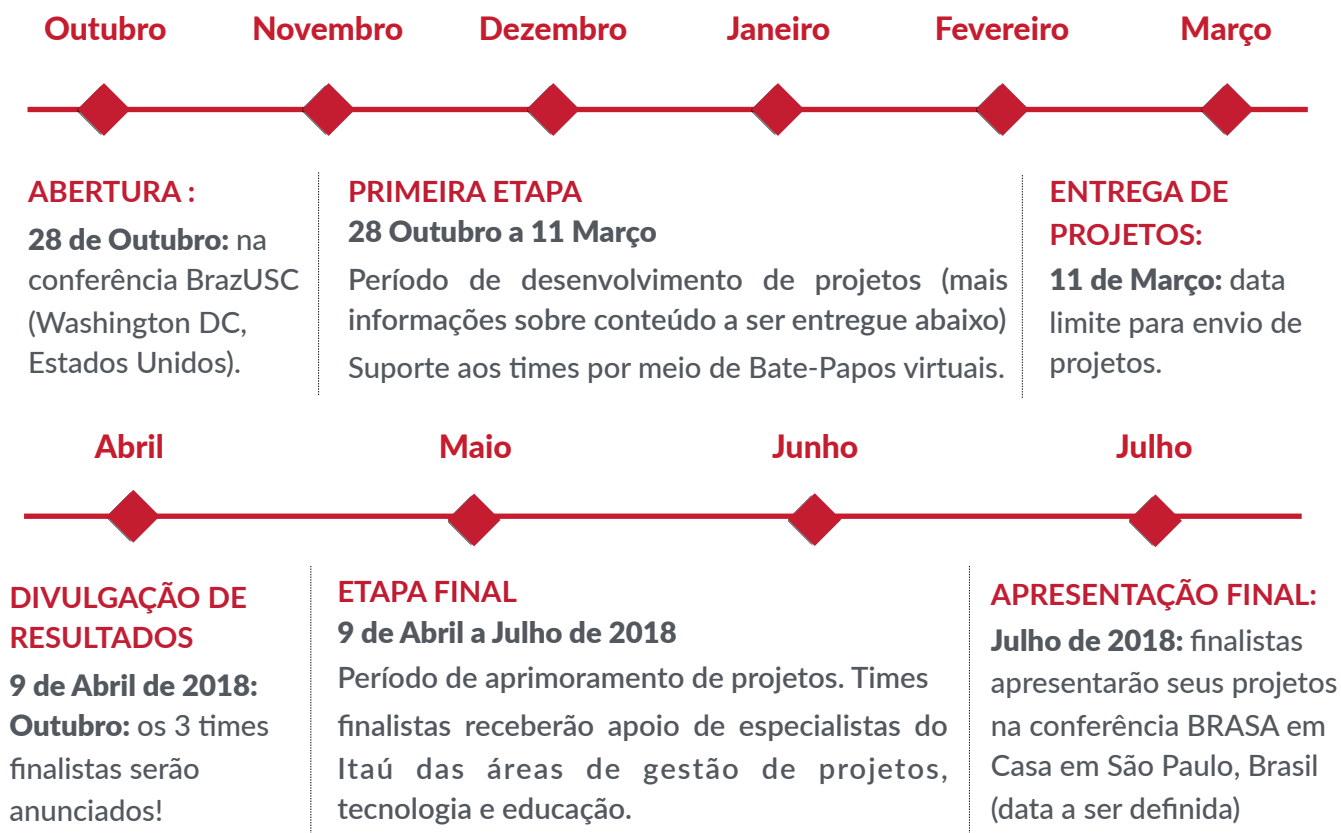 Outubro Novembro Dezembro Janeiro Fevereiro Março
ABERTURA :
28 de Outubro: na
conferência BrazUSC
(Washington DC,
Estados Unidos).
PRIMEIRA ETAPA
28 Outubro a 11 Março
Período de desenvolvimento de projetos (mais
informações sobre conteúdo a ser entregue abaixo)
Suporte aos times por meio de Bate-Papos virtuais.
ENTREGA DE
PROJETOS:
11 de Março: data
limite para envio de
projetos.
Abril Maio Junho Julho
DIVULGAÇÃO DE
RESULTADOS
9 de Abril de 2018:
Outubro: os 3 times
finalistas serão
anunciados!
ETAPA FINAL
9 de Abril a Julho de 2018
Período de aprimoramento de projetos. Times
finalistas receberão apoio de especialistas do
Itaú das áreas de gestão de projetos,
tecnologia e educação.
APRESENTAÇÃO FINAL:
Julho de 2018: finalistas
apresentarão seus projetos
na conferência BRASA em
Casa em São Paulo, Brasil
(data a ser definida)